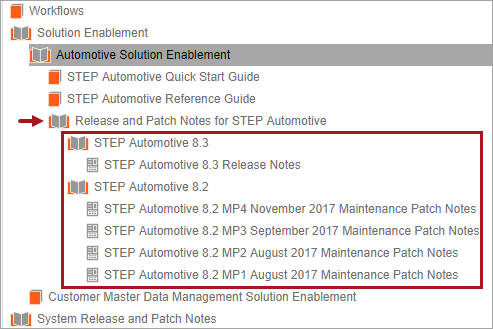 Workflows
Solution Enablement
Automotive Solution Enablement
STEP Automotive Quick Start Guide
STEP Automotive Reference Guide
Release and Patch Notes for STEP Automotive
STEP Automotive 8.3
STEP Automotive 8.3 Release Notes
STEP Automotive 8.2
STEP Automotive 8.2 MP4 November 2017 Maintenance Patch Notes
STEP Automotive 8.2 MP3 September 2017 Maintenance Patch Notes
STEP Automotive 8.2 MP2 August 2017 Maintenance Patch Notes
STEP Automotive 8.2 MP1 August 2017 Maintenance Patch Notes
Customer Master Data Management Solution Enablement
System Release and Patch Notes